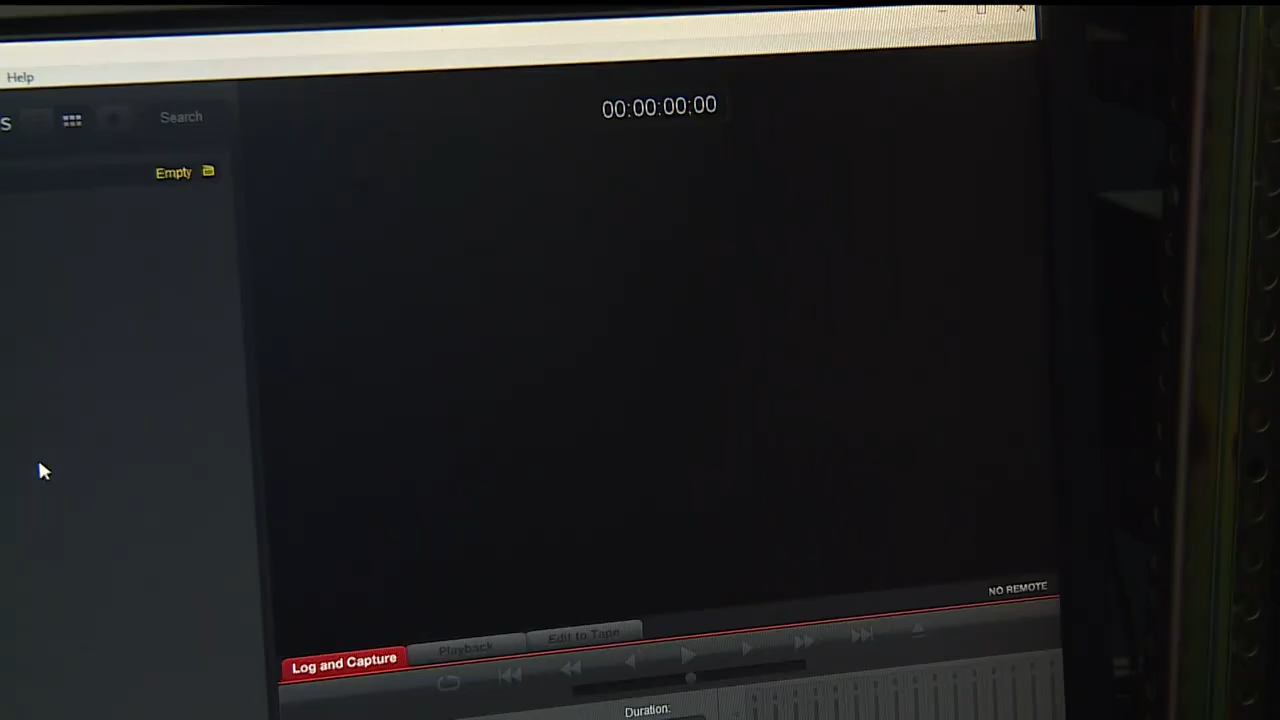 Help
S
Search
00:00:00;00
Empty
NO REMOTE
Log and Capture
Playback
Edit to Tape
Duration: